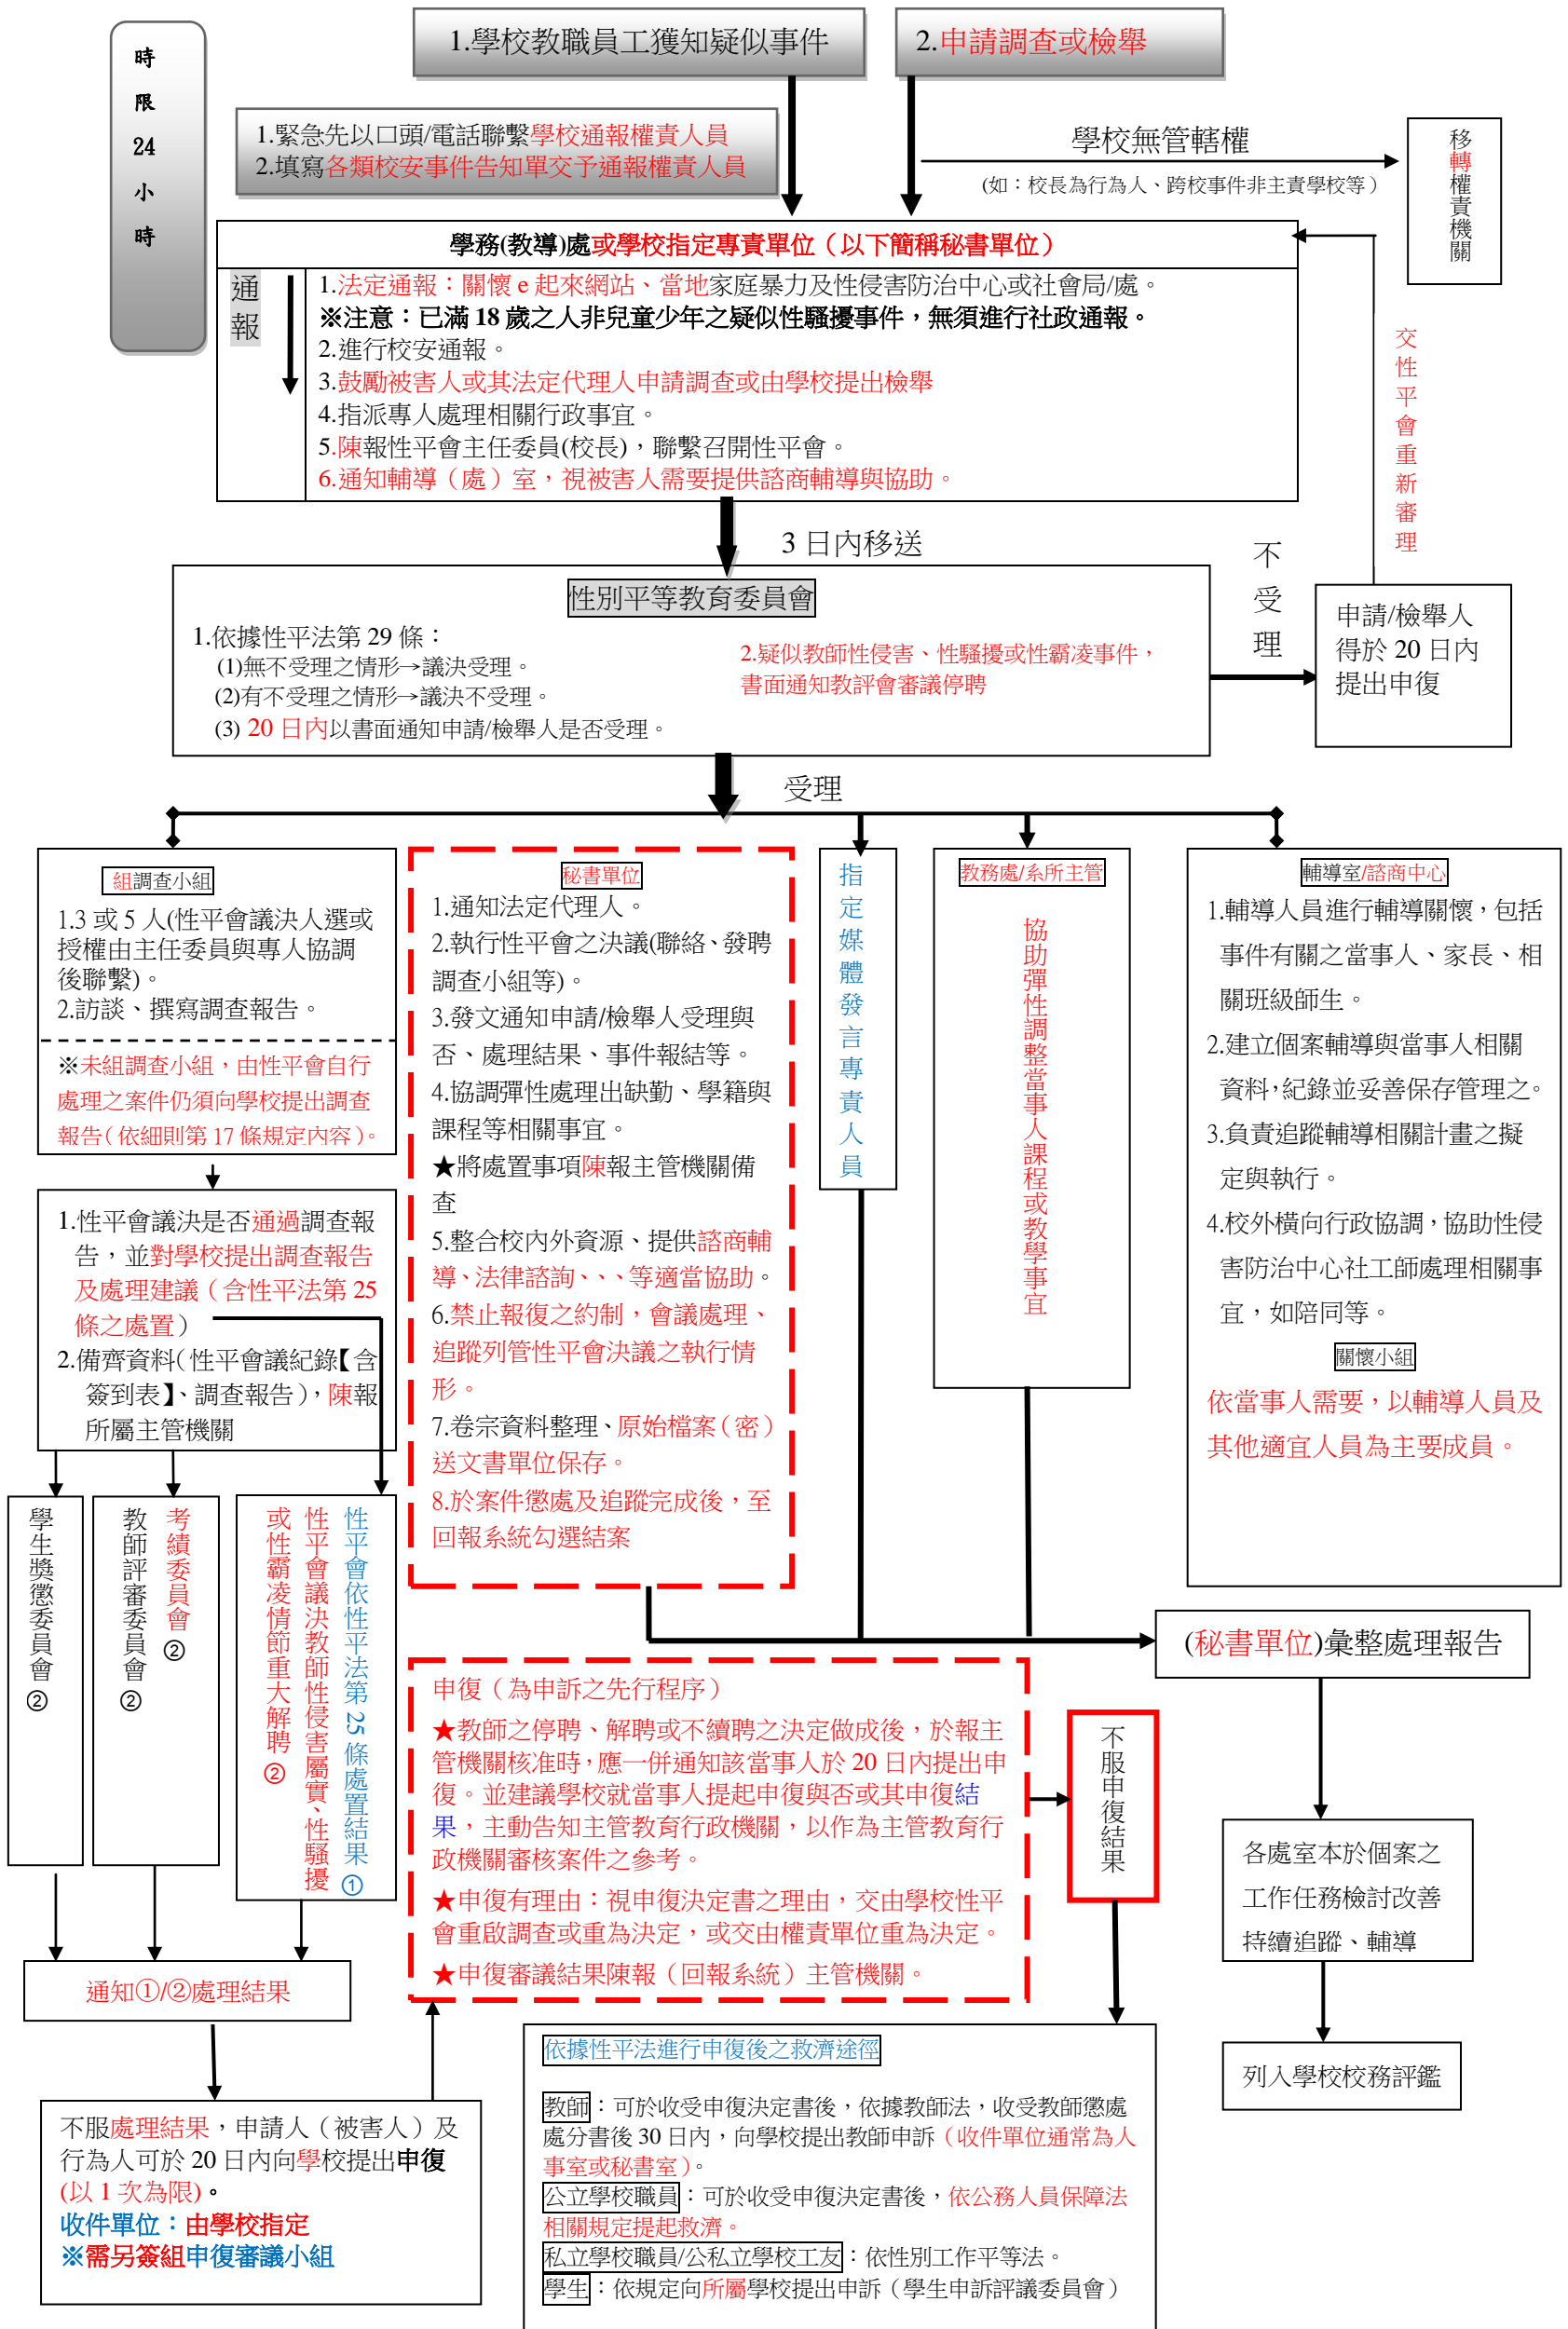 時限24小時
1.學校教職員工獲知疑似事件
2.申請調查或檢舉
1.緊急先以口頭/電話聯繫學校通報權責人員
2.填寫各類校安事件告知單交予通報權責人員
學校無管轄權
(如：校長為行為人、跨校事件非主責學校等）
移轉權責機關
學務(教導)處或學校指定專責單位（以下簡稱秘書單位）
通報
1.法定通報：關懷 e 起來網站、當地家庭暴力及性侵害防治中心或社會局/處。
※注意：已滿 18 歲之人非兒童少年之疑似性騷擾事件，無須進行社政通報。
2.進行校安通報。
3.鼓勵被害人或其法定代理人申請調查或由學校提出檢舉
4.指派專人處理相關行政事宜。
5.陳報性平會主任委員(校長)，聯繫召開性平會。
6.通知輔導（處）室，視被害人需要提供諮商輔導與協助。
交性平會重新審理
3 日內移送
不受理
性別平等教育委員會
1.依據性平法第 29 條：
(1)無不受理之情形→議決受理。
(2)有不受理之情形→議決不受理。
(3) 20 日內以書面通知申請/檢舉人是否受理。
2.疑似教師性侵害、性騷擾或性霸凌事件，
書面通知教評會審議停聘
申請/檢舉人
得於 20 日內
提出申復
受理
組調查小組
1.3 或 5 人(性平會議決人選或
授權由主任委員與專人協調
後聯繫)。
2.訪談、撰寫調查報告。
※未組調查小組，由性平會自行
處理之案件仍須向學校提出調查
報告（依細則第 17 條規定內容）。
1.性平會議決是否通過調查報
告，並對學校提出調查報告
及處理建議（含性平法第 25
條之處置）
2.備齊資料（性平會議紀錄【含
簽到表】、調查報告），陳報
所屬主管機關
秘書單位
1.通知法定代理人。
2.執行性平會之決議(聯絡、發聘
調查小組等)。
3.發文通知申請/檢舉人受理與
否、處理結果、事件報結等。
4.協調彈性處理出缺勤、學籍與
課程等相關事宜。
★將處置事項陳報主管機關備
查
5.整合校內外資源、提供諮商輔
導、法律諮詢、、、等適當協助。
6.禁止報復之約制，會議處理、
追蹤列管性平會決議之執行情
形。
7.卷宗資料整理、原始檔案（密）
送文書單位保存。
8.於案件懲處及追蹤完成後，至
回報系統勾選結案
指定媒體發言專責人員
教務處/系所主管
協助彈性調整當事人課程或教學事宜
輔導室/諮商中心
1.輔導人員進行輔導關懷，包括
事件有關之當事人、家長、相
關班級師生。
2.建立個案輔導與當事人相關
資料，紀錄並妥善保存管理之。
3.負責追蹤輔導相關計畫之擬
定與執行。
4.校外橫向行政協調，協助性侵
害防治中心社工師處理相關事
宜，如陪同等。
關懷小組
依當事人需要，以輔導人員及
其他適宜人員為主要成員。
學生獎懲委員會②
考績委員會②
教師評審委員會②
性平會依性平法第 25 條處置結果①
性平會議決教師性侵害屬實、性騷擾
或性霸凌情節重大解聘②
(秘書單位)彙整處理報告
申復（為申訴之先行程序）
★教師之停聘、解聘或不續聘之決定做成後，於報主
管機關核准時，應一併通知該當事人於 20 日內提出申
復。並建議學校就當事人提起申復與否或其申復結
果，主動告知主管教育行政機關，以作為主管教育行
政機關審核案件之參考。
★申復有理由：視申復決定書之理由，交由學校性平
會重啟調查或重為決定，或交由權責單位重為決定。
★申復審議結果陳報（回報系統）主管機關。
不服申復結果
各處室本於個案之
工作任務檢討改善
持續追蹤、輔導
列入學校校務評鑑
通知①/②處理結果
不服處理結果，申請人（被害人）及
行為人可於 20 日內向學校提出申復
(以 1 次為限)。
收件單位：由學校指定
※需另簽組申復審議小組
依據性平法進行申復後之救濟途徑
教師：可於收受申復決定書後，依據教師法，收受教師懲處
處分書後 30 日內，向學校提出教師申訴（收件單位通常為人
事室或秘書室）。
公立學校職員：可於收受申復決定書後，依公務人員保障法
相關規定提起救濟。
私立學校職員/公私立學校工友：依性別工作平等法。
學生：依規定向所屬學校提出申訴（學生申訴評議委員會）